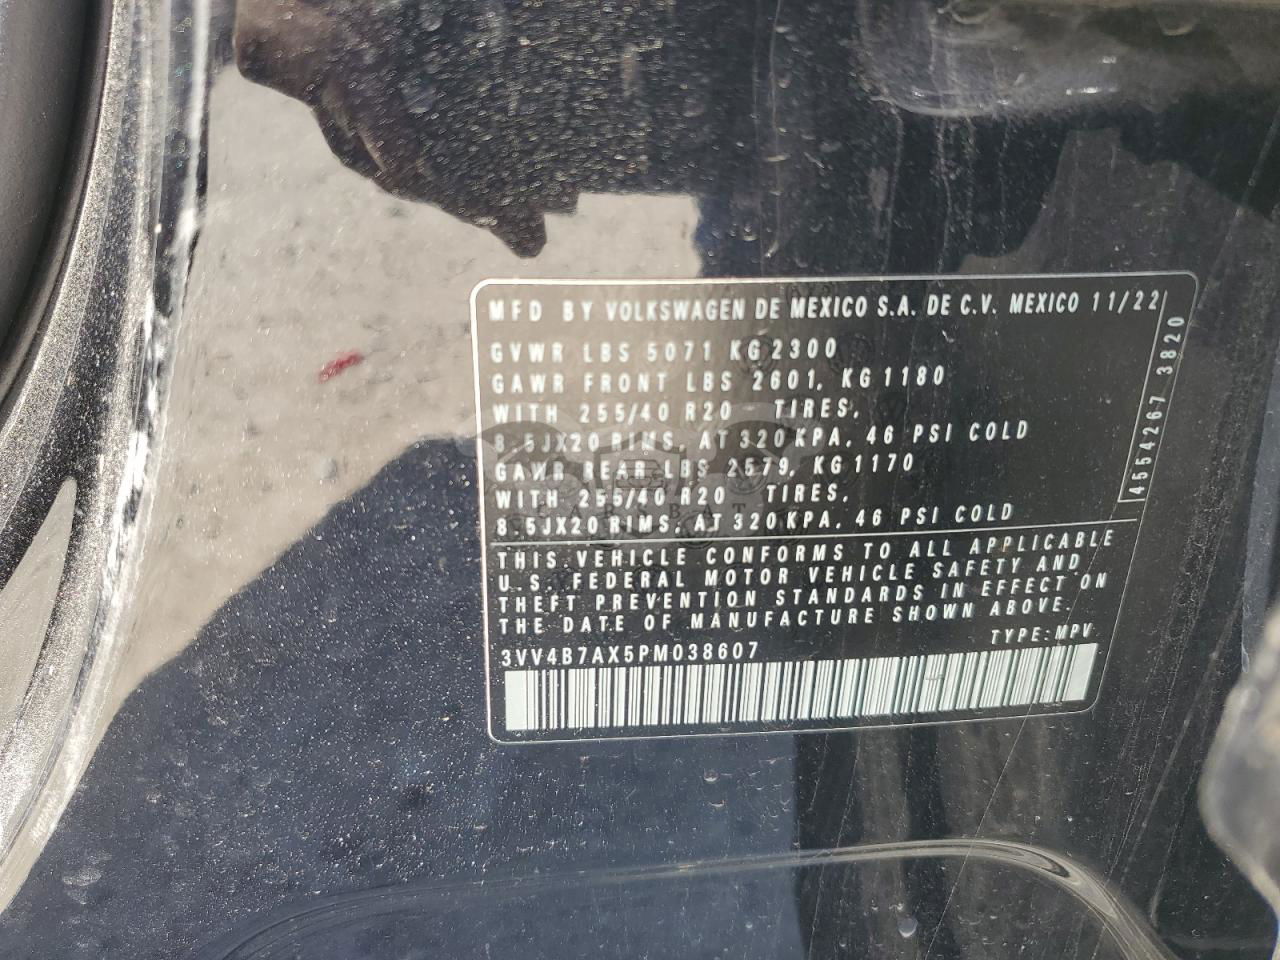 MFD BY VOLKSWAGEN DE MEXICO S.A. DE C.V. MEXICO 11/22
GVWR LBS 5071 KG 2300
GAWR FRONT LBS 2601, KG 1180
WITH 255/40 R20 TIRES,
8.5JX20 RIMS, AT 320 KPA, 46 PSI COLD
GAWR REAR LBS 2579, KG 1170
WITH 255/40 R20 TIRES,
8.5JX20 RIMS, AT 320 KPA, 46 PSI COLD
4554267 3820
THIS VEHICLE CONFORMS TO ALL APPLICABLE
U.S. FEDERAL MOTOR VEHICLE SAFETY AND
THEFT PREVENTION STANDARDS IN EFFECT ON
THE DATE OF MANUFACTURE SHOWN ABOVE.
TYPE: MPV
3VV4B7AX5PM038607